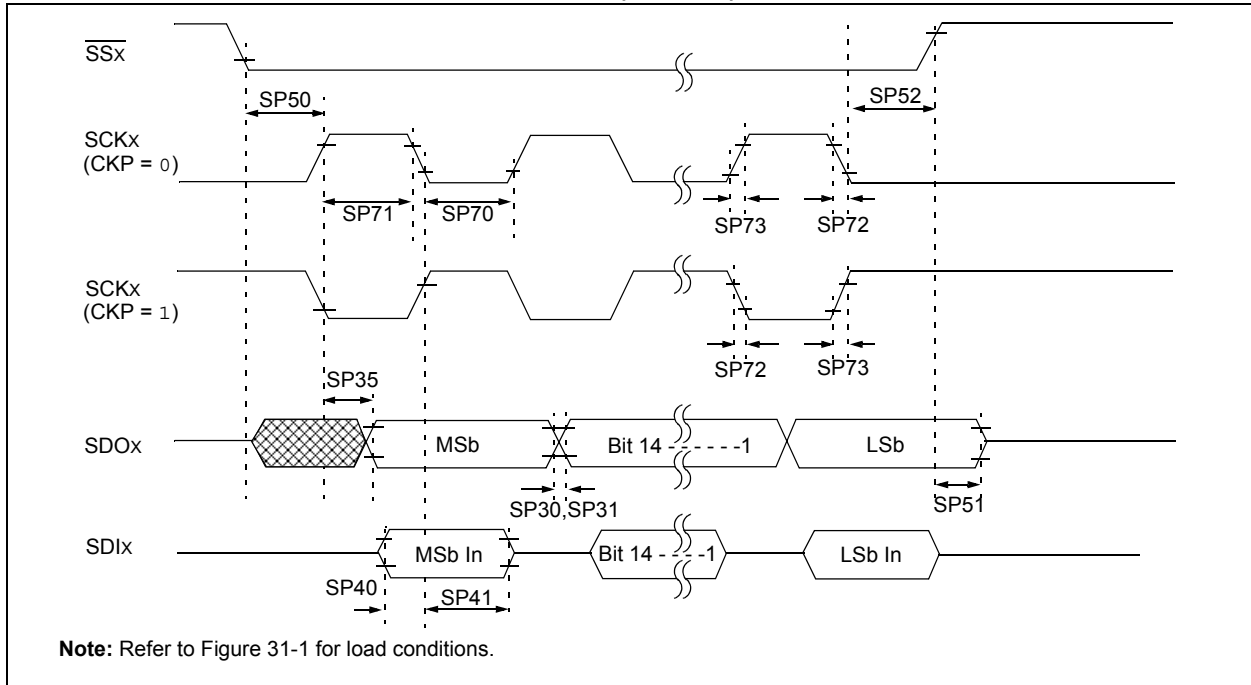 SSx
SP50
SP52
SCKx
(CKP = 0)
SP71
SP70
SP73
SP72
SCKx
(CKP = 1)
SP72
SP73
SP35
SDOx
MSb
Bit 14 - - - - - -1
LSb
SP30,SP31
SP51
SDIx
MSb In
Bit 14 - - - -1
LSb In
SP40
SP41
Note: Refer to Figure 31-1 for load conditions.